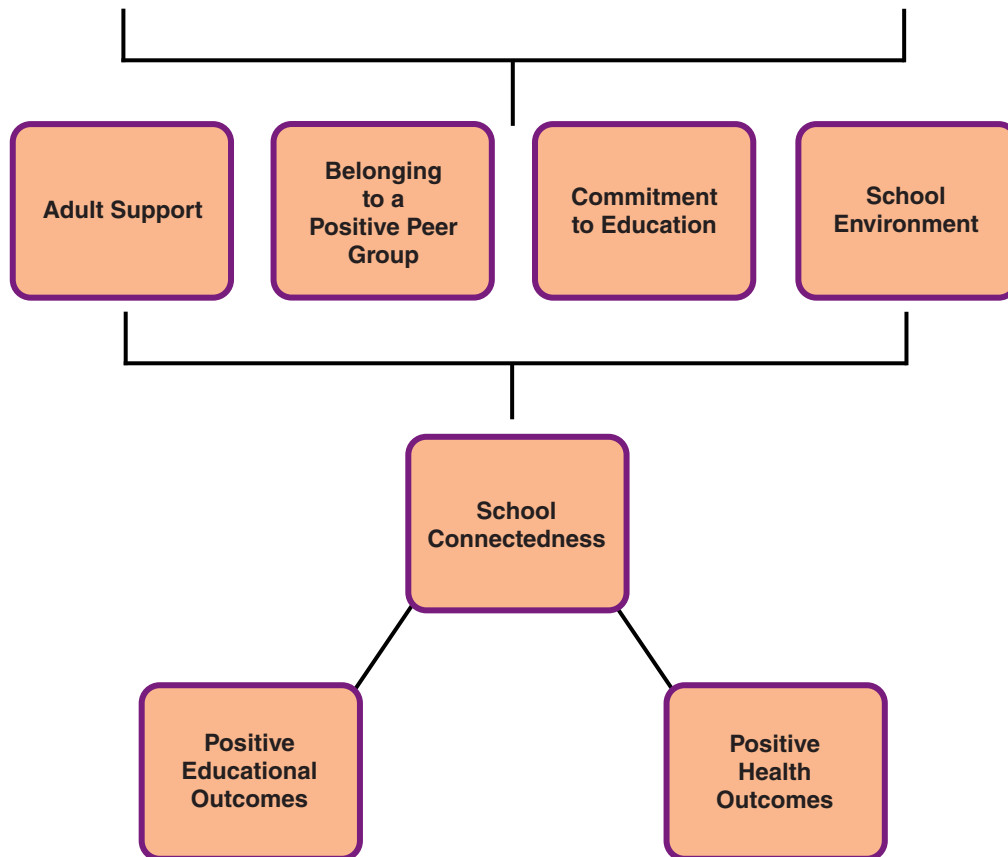 Adult Support
Belonging
to a
Positive Peer
Group
Commitment
to Education
School
Environment
School
Connectedness
Positive
Educational
Outcomes
Positive
Health
Outcomes